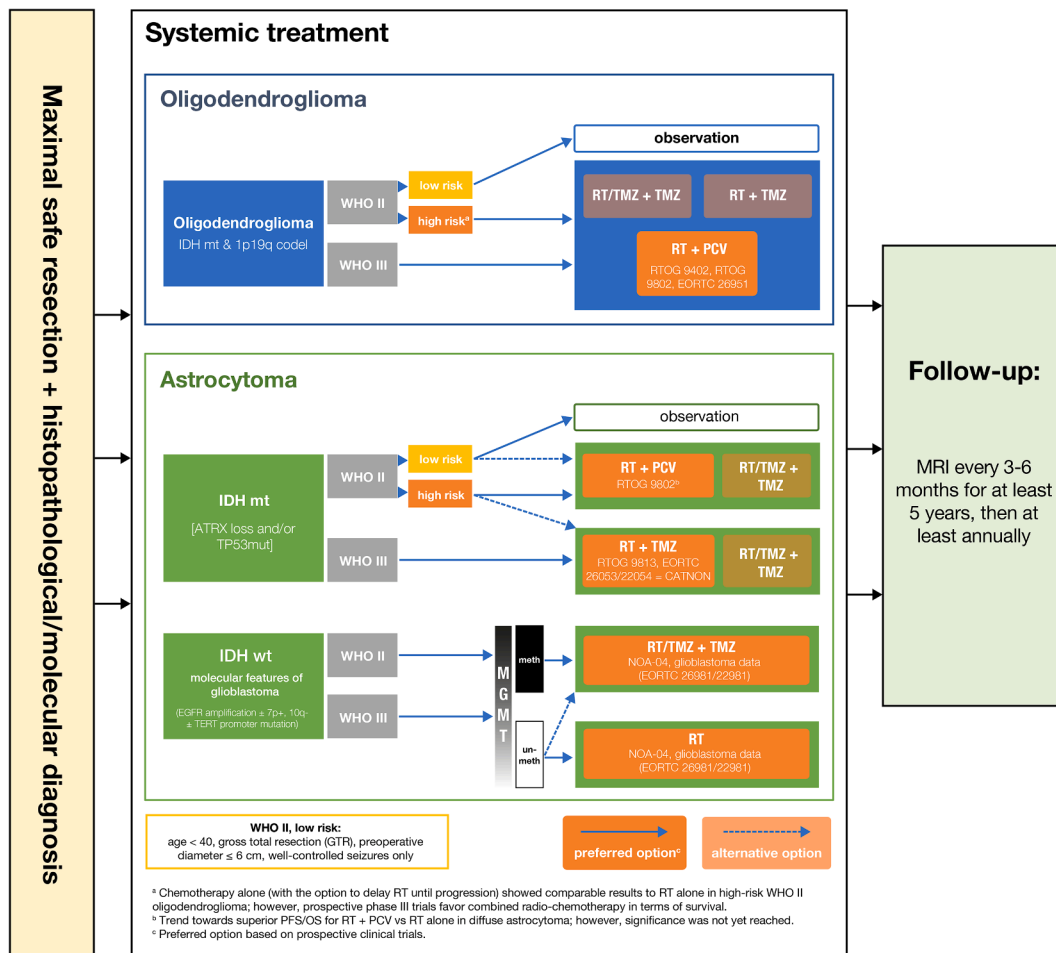 Maximal safe resection + histopathological/molecular diagnosis
Systemic treatment
Oligodendroglioma
observation
Oligodendroglioma
IDH mt & 1p19q codel
WHO II
low risk
high riskᵃ
WHO III
RT/TMZ + TMZ
RT + TMZ
RT + PCV
RTOG 9402, RTOG
9802, EORTC 26951
Astrocytoma
observation
IDH mt
[ATRX loss and/or
TP53mut]
WHO II
low risk
high risk
WHO III
RT + PCV
RTOG 9802ᵇ
RT/TMZ +
TMZ
RT + TMZ
RTOG 9813, EORTC
26053/22054 = CATNON
RT/TMZ +
TMZ
IDH wt
molecular features of
glioblastoma
(EGFR amplification ± 7p+, 10q-
± TERT promoter mutation)
WHO II
WHO III
MGMT
meth
un-
meth
RT/TMZ + TMZ
NOA-04, glioblastoma data
(EORTC 26981/22981)
RT
NOA-04, glioblastoma data
(EORTC 26981/22981)
WHO II, low risk:
age < 40, gross total resection (GTR), preoperative
diameter ≤ 6 cm, well-controlled seizures only
preferred optionᶜ
alternative option
ᵃ Chemotherapy alone (with the option to delay RT until progression) showed comparable results to RT alone in high-risk WHO II
oligodendroglioma; however, prospective phase III trials favor combined radio-chemotherapy in terms of survival.
ᵇ Trend towards superior PFS/OS for RT + PCV vs RT alone in diffuse astrocytoma; however, significance was not yet reached.
ᶜ Preferred option based on prospective clinical trials.
Follow-up:
MRI every 3-6
months for at least
5 years, then at
least annually